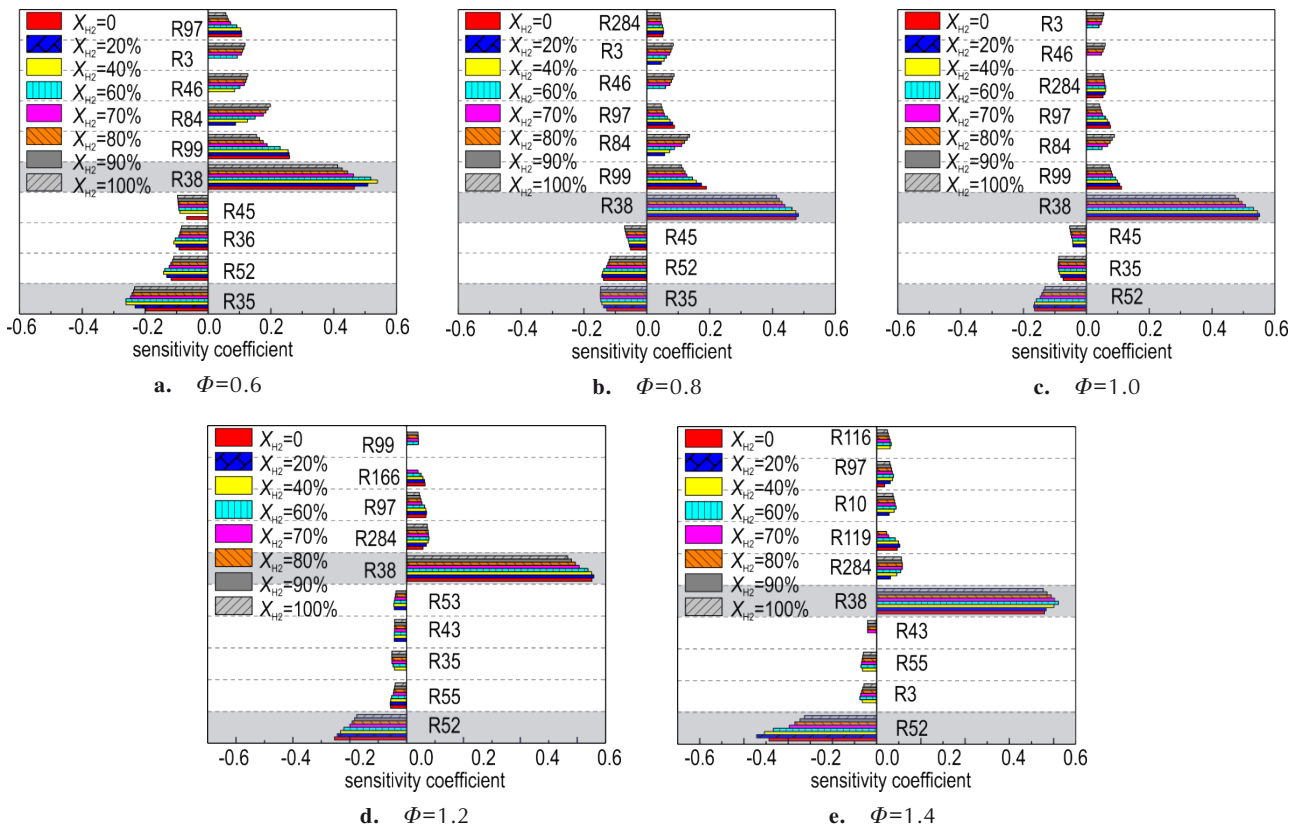 X_H2=0
X_H2=20%
X_H2=40%
X_H2=60%
X_H2=70%
X_H2=80%
X_H2=90%
X_H2=100%
R97
R3
R46
R84
R99
R38
R45
R36
R52
R35
-0.6 -0.4 -0.2 0.0 0.2 0.4 0.6
sensitivity coefficient
a. Φ=0.6
X_H2=0
X_H2=20%
X_H2=40%
X_H2=60%
X_H2=70%
X_H2=80%
X_H2=90%
X_H2=100%
R284
R3
R46
R97
R84
R99
R38
R45
R52
R35
-0.6 -0.4 -0.2 0.0 0.2 0.4 0.6
sensitivity coefficient
b. Φ=0.8
X_H2=0
X_H2=20%
X_H2=40%
X_H2=60%
X_H2=70%
X_H2=80%
X_H2=90%
X_H2=100%
R3
R46
R284
R97
R84
R99
R38
R45
R35
R52
-0.6 -0.4 -0.2 0.0 0.2 0.4 0.6
sensitivity coefficient
c. Φ=1.0
X_H2=0
X_H2=20%
X_H2=40%
X_H2=60%
X_H2=70%
X_H2=80%
X_H2=90%
X_H2=100%
R99
R166
R97
R284
R38
R53
R43
R35
R55
R52
-0.6 -0.4 -0.2 0.0 0.2 0.4 0.6
sensitivity coefficient
d. Φ=1.2
X_H2=0
X_H2=20%
X_H2=40%
X_H2=60%
X_H2=70%
X_H2=80%
X_H2=90%
X_H2=100%
R116
R97
R10
R119
R284
R38
R43
R55
R3
R52
-0.6 -0.4 -0.2 0.0 0.2 0.4 0.6
sensitivity coefficient
e. Φ=1.4